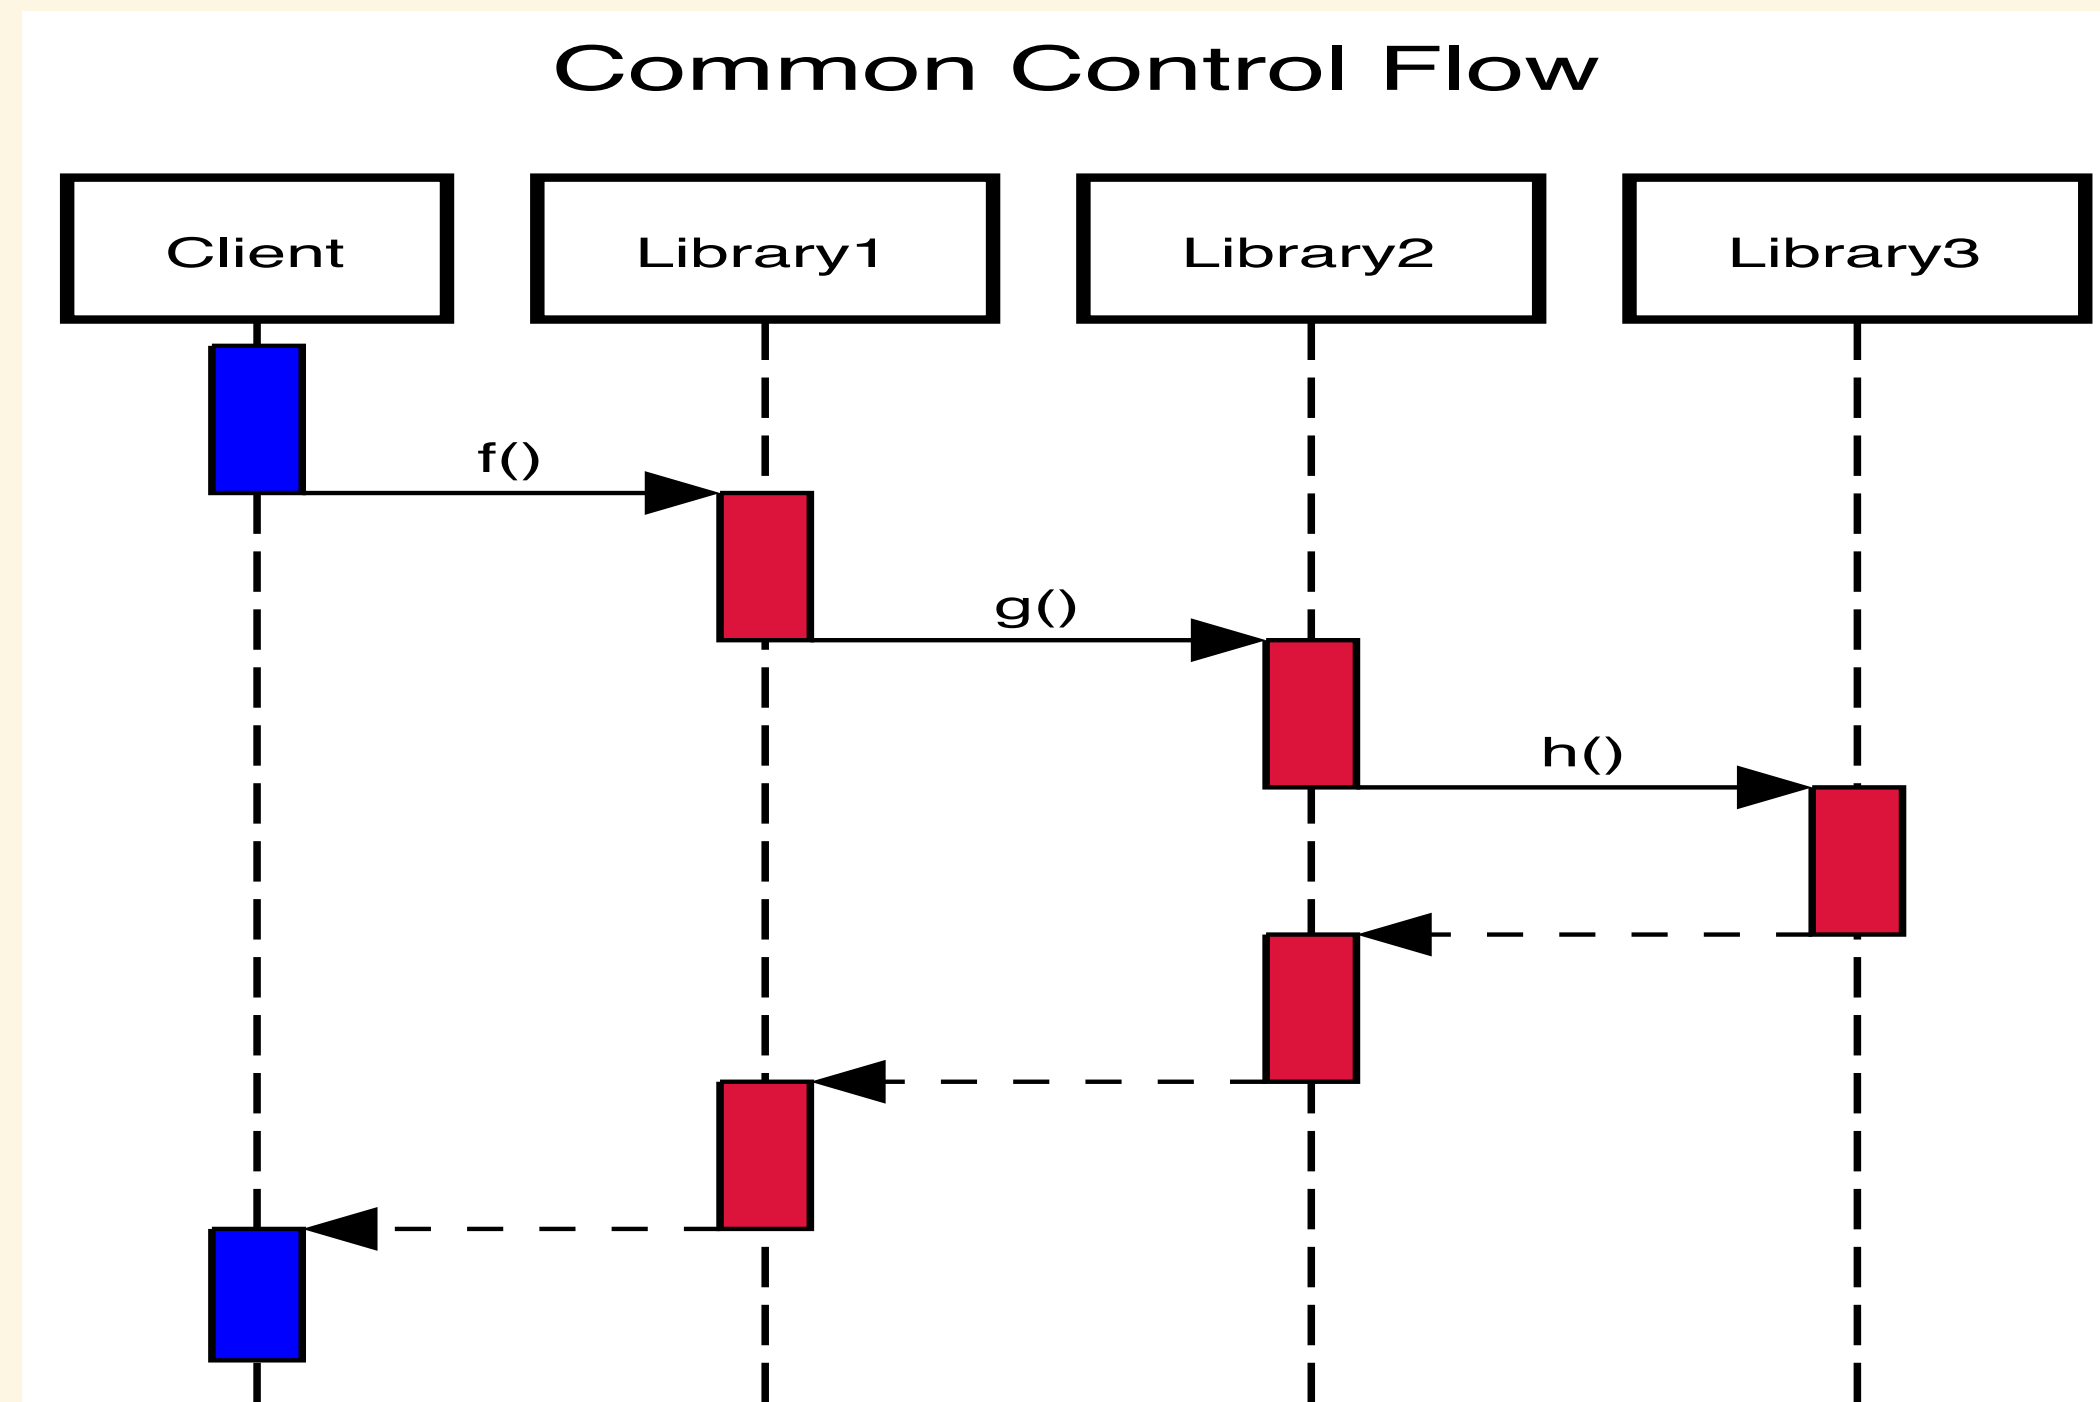 Common Control Flow
Client
Library1
Library2
Library3
f()
g()
h()